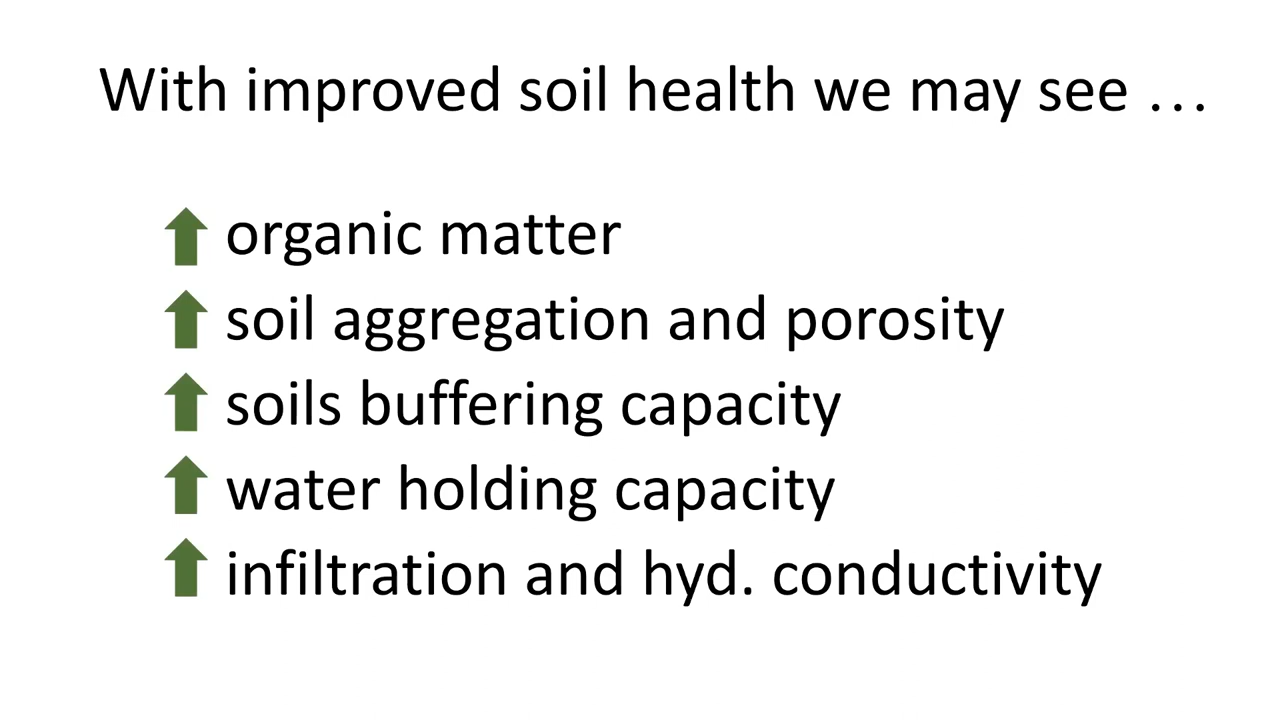 With improved soil health we may see …
organic matter
soil aggregation and porosity
soils buffering capacity
water holding capacity
infiltration and hyd. conductivity